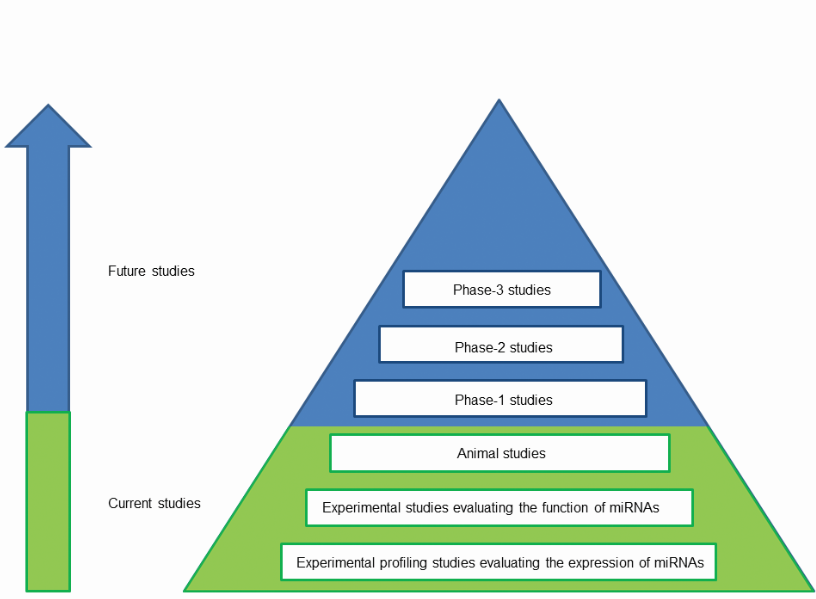 Future studies
Phase-3 studies
Phase-2 studies
Phase-1 studies
Animal studies
Current studies
Experimental studies evaluating the function of miRNAs
Experimental profiling studies evaluating the expression of miRNAs